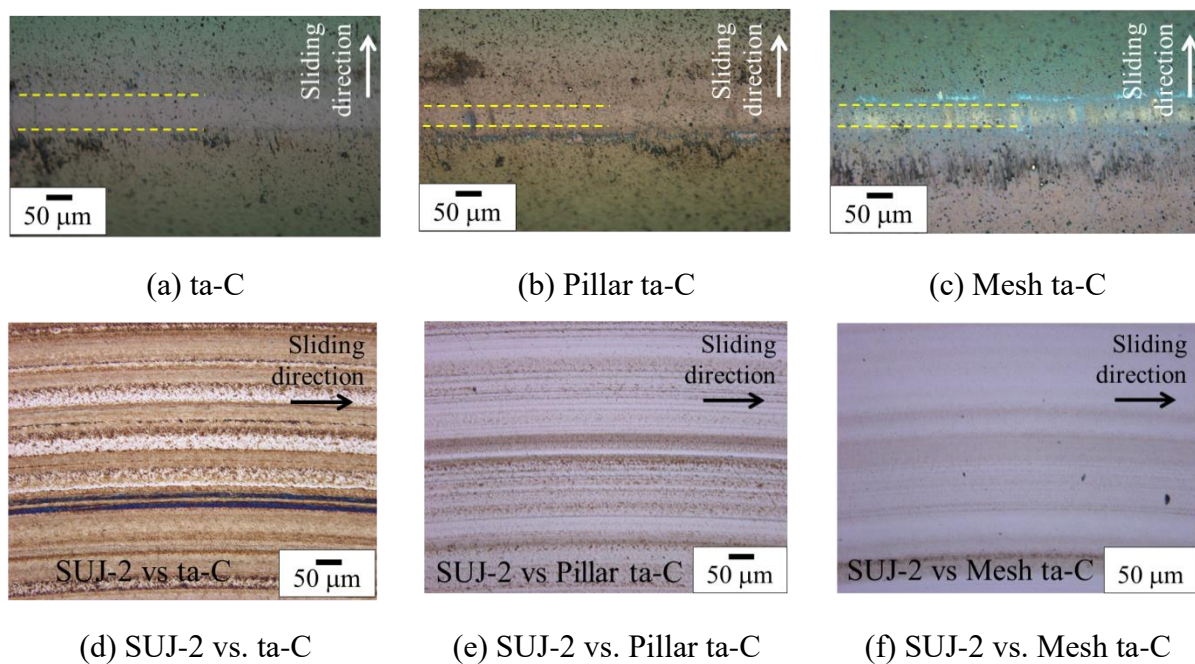 Sliding
direction
50 μm
Sliding
direction
50 μm
Sliding
direction
50 μm
(a) ta-C
(b) Pillar ta-C
(c) Mesh ta-C
Sliding
direction
50 μm
SUJ-2 vs ta-C
Sliding
direction
50 μm
SUJ-2 vs Pillar ta-C
Sliding
direction
50 μm
SUJ-2 vs Mesh ta-C
(d) SUJ-2 vs. ta-C
(e) SUJ-2 vs. Pillar ta-C
(f) SUJ-2 vs. Mesh ta-C